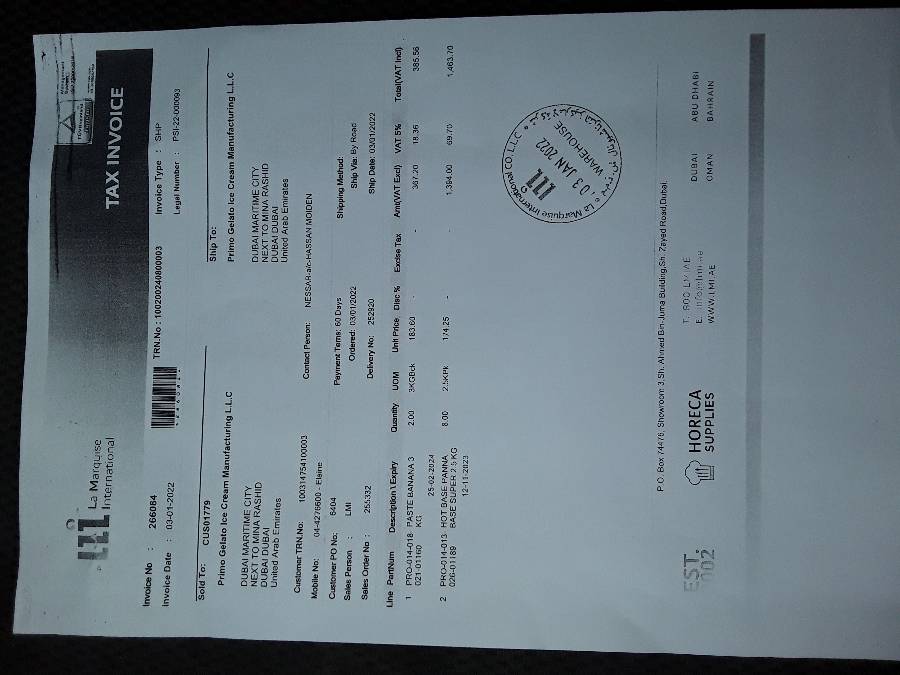 La Marquise
International
TAX INVOICE
Invoice No : 266084
TRN.No : 100200240800003
Invoice Type : SHP
Invoice Date : 03-01-2022
Legal Number : PSI-22-000093
Sold To: CUS01779
Ship To:
Primo Gelato Ice Cream Manufacturing L.L.C
Primo Gelato Ice Cream Manufacturing L.L.C
DUBAI MARITIME CITY
NEXT TO MINA RASHID
DUBAI DUBAI
United Arab Emirates
DUBAI MARITIME CITY
NEXT TO MINA RASHID
DUBAI DUBAI
United Arab Emirates
Customer TRN.No: 100314754100003
Contact Person: NESSAR-a/c-HASSAN MOIDEN
Mobile No: 04-4276600 - Elaine
Customer PO No: 6404
Payment Terms: 60 Days
Shipping Method:
Sales Person : LMI
Ordered: 03/01/2022
Ship Via: By Road
Sales Order No : 255332
Delivery No: 252920
Ship Date: 03/01/2022
Line PartNum Description \ Expiry Quantity UOM Unit Price Disc % Excise Tax Amt(VAT Excl) VAT 5% Total(VAT Incl)
1 PRO-014-018- PASTE BANANA 3 2.00 3KGBck 183.60 - - 367.20 18.36 385.56
021-01160 KG
25-02-2024
2 PRO-014-013- HOT BASE PANNA 8.00 2.5KPk 174.25 - - 1,394.00 69.70 1,463.70
026-01189 BASE SUPER 2.5 KG
12-11-2023
La Marquise International CO. L.L.C
03 JAN 2022
WAREHOUSE
P.O. Box 74478, Showroom 3,Sh. Ahmed Bin Juma Building,Sh. Zayed Road,Dubai.
EST.
2002
HORECA
SUPPLIES
T. 800 LMIAE
E. info@lmi.ae
WWW.LMI.AE
DUBAI
OMAN
ABU DHABI
BAHRAIN